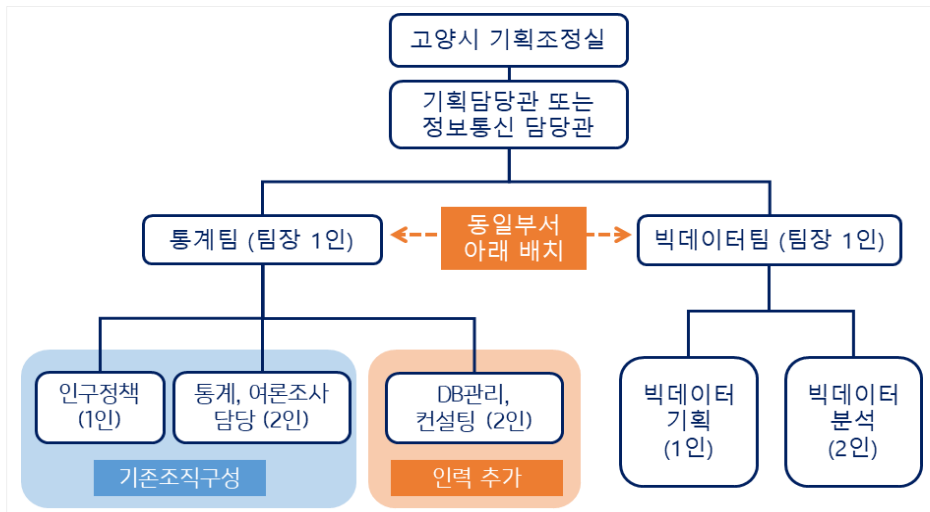 고양시 기획조정실
기획담당관 또는
정보통신 담당관
통계팀 (팀장 1인)
동일부서
아래 배치
빅데이터팀 (팀장 1인)
인구정책
(1인)
통계, 여론조사
담당 (2인)
DB관리,
컨설팅 (2인)
빅데이터
기획
(1인)
빅데이터
분석
(2인)
기존조직구성
인력 추가